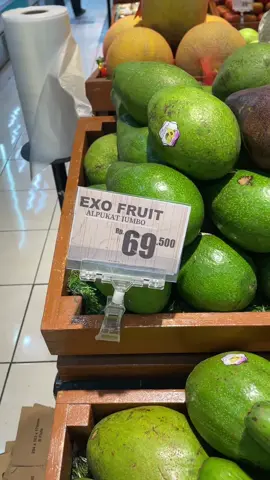 EXO FRUIT
ALPUKAT JUMBO
Rp. 69.500